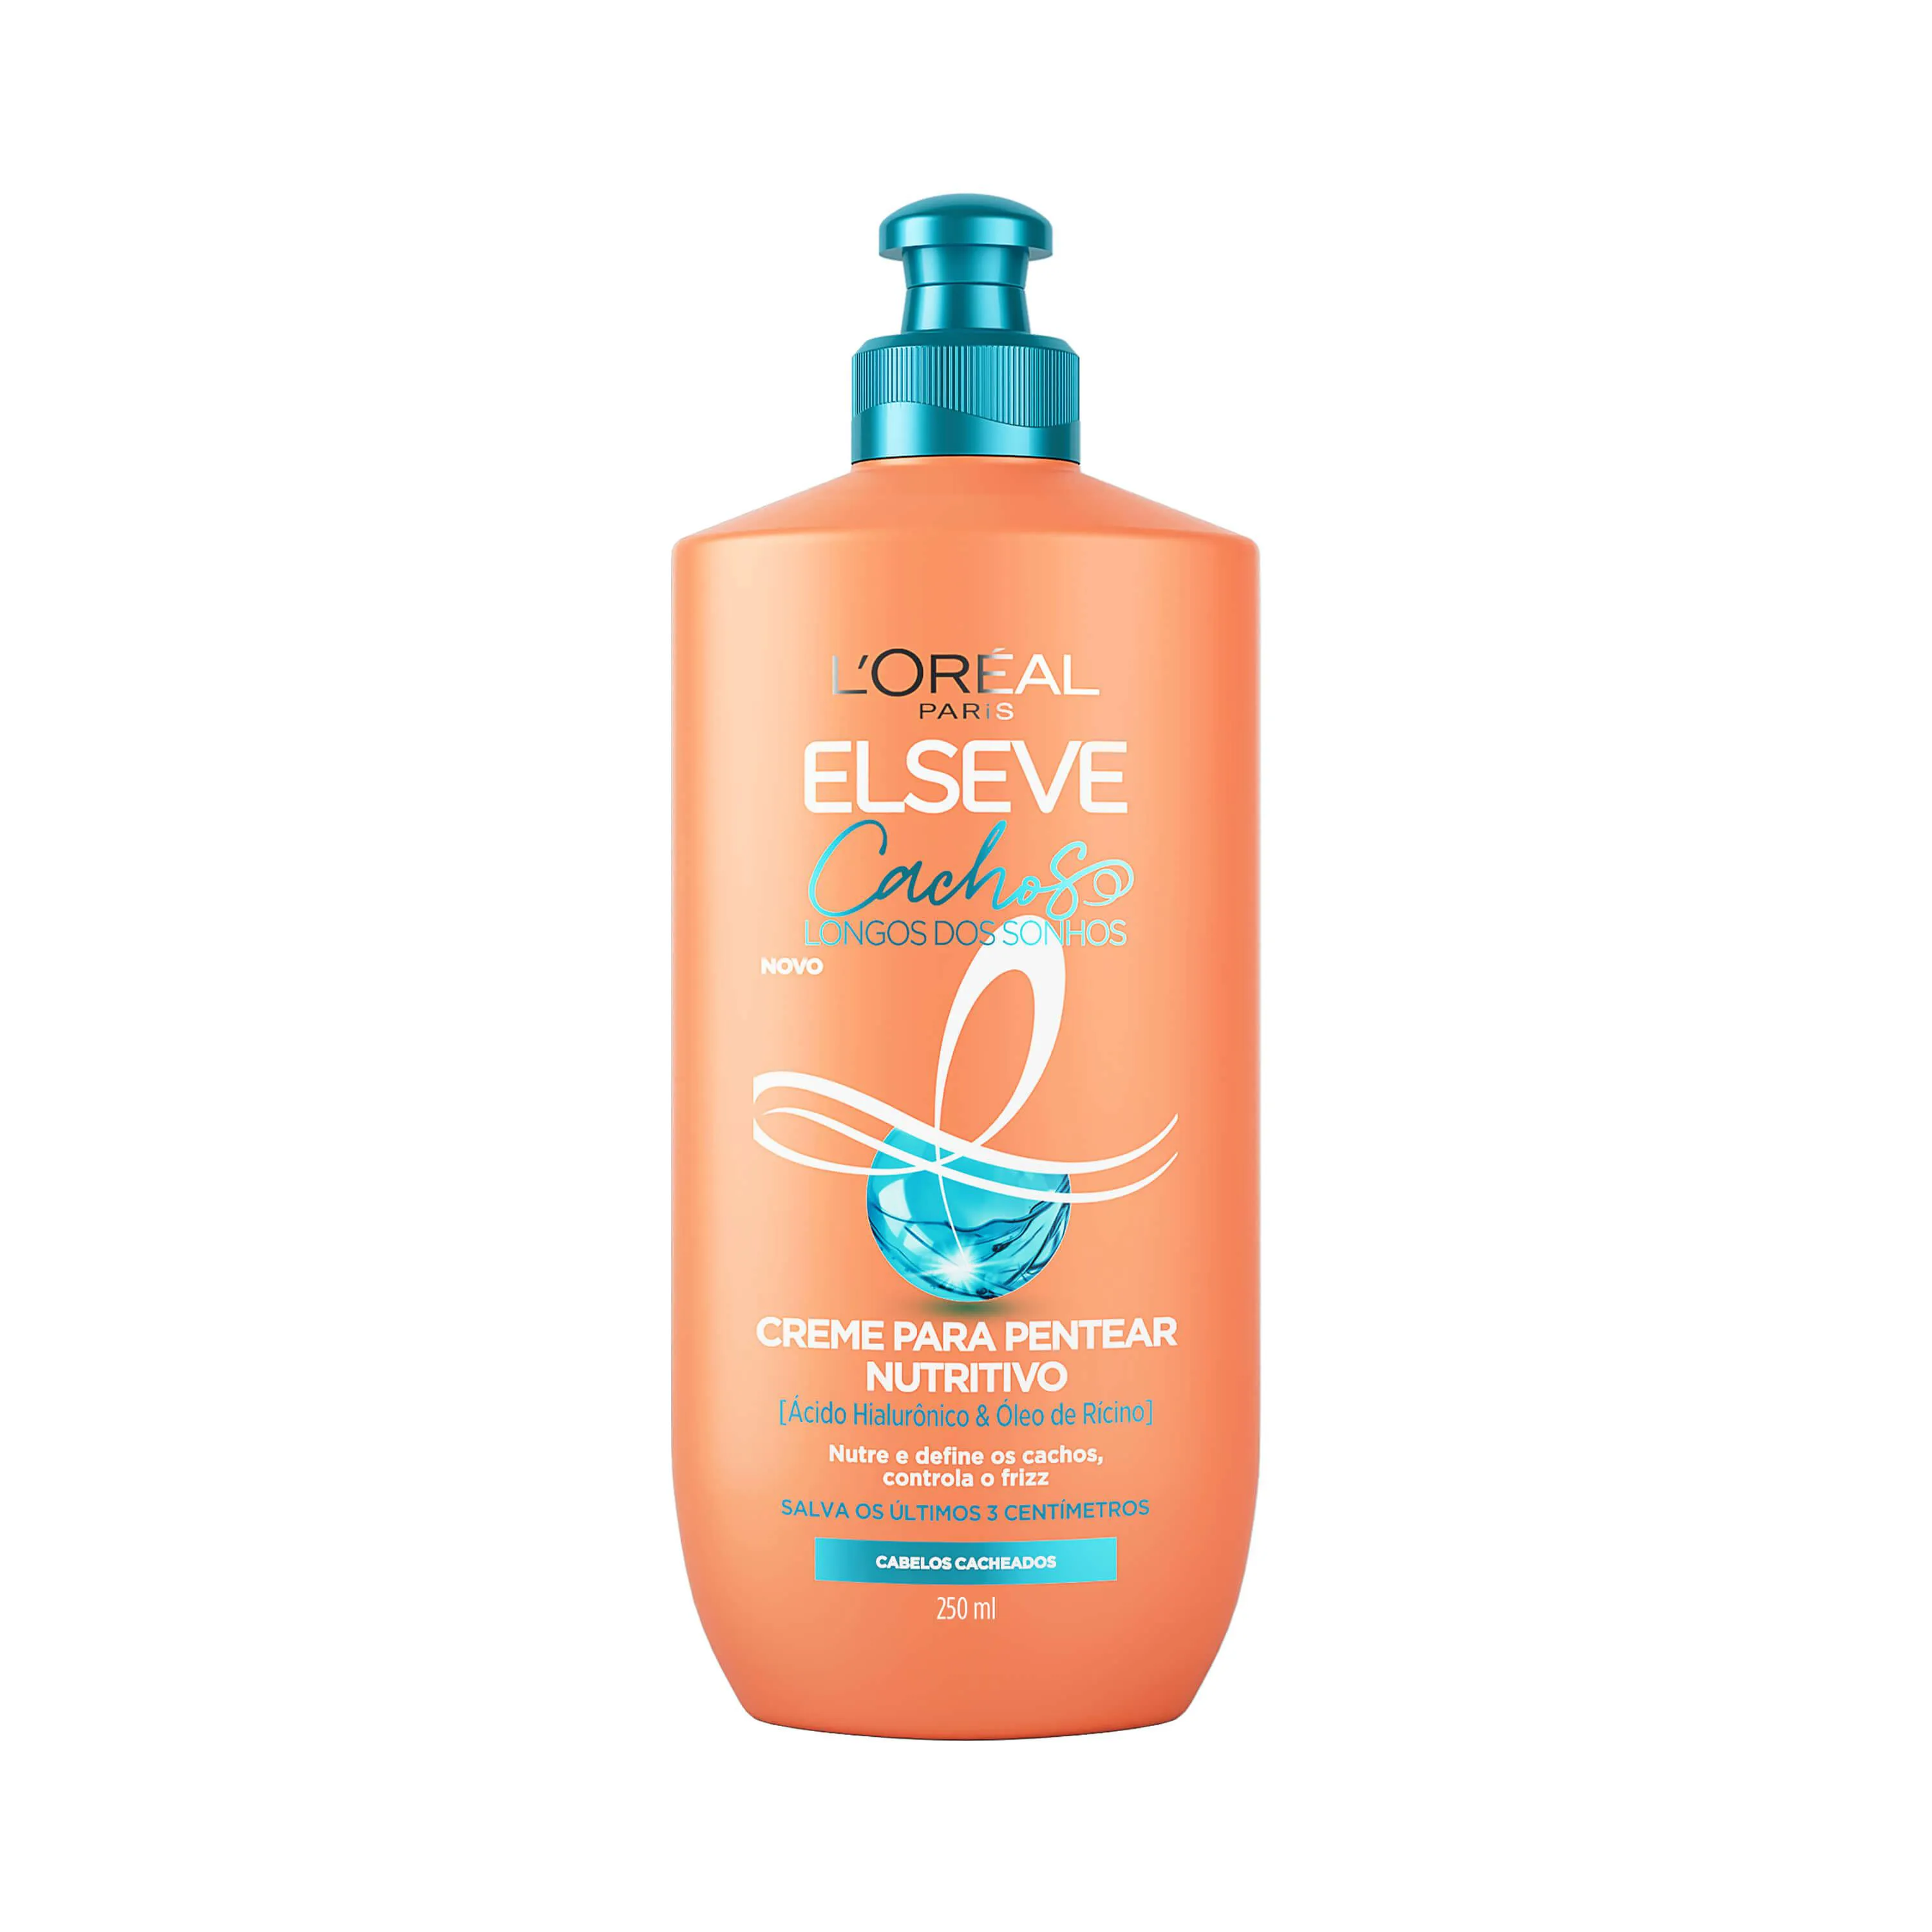 L'ORÉAL
PARiS
ELSEVE
Cachos
LONGOS DOS SONHOS
NOVO
CREME PARA PENTEAR
NUTRITIVO
[Ácido Hialurônico & Óleo de Rícino]
Nutre e define os cachos,
controla o frizz
SALVA OS ÚLTIMOS 3 CENTÍMETROS
CABELOS CACHEADOS
250 ml